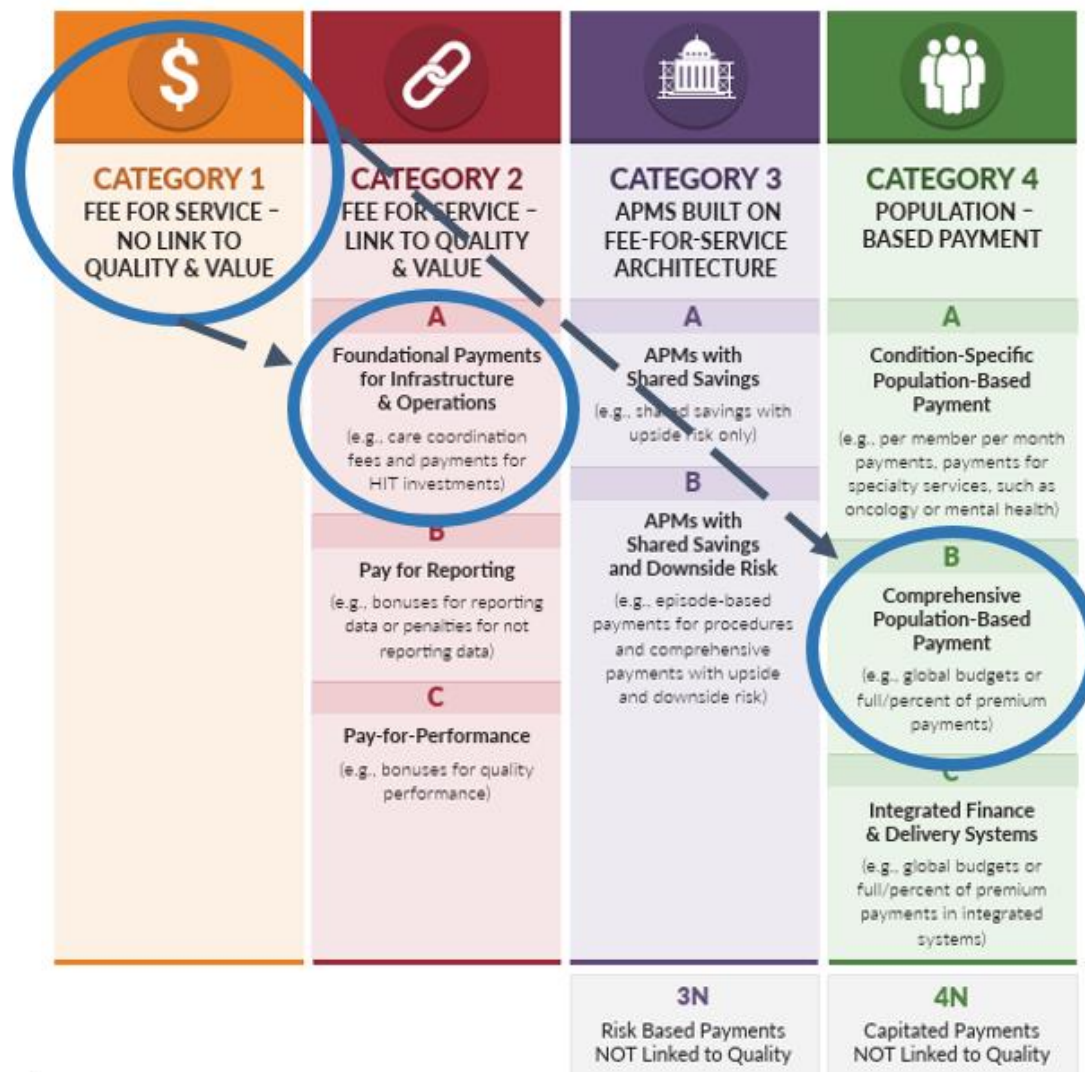 $
CATEGORY 1
FEE FOR SERVICE –
NO LINK TO
QUALITY & VALUE
CATEGORY 2
FEE FOR SERVICE –
LINK TO QUALITY
& VALUE
A
Foundational Payments
for Infrastructure
& Operations
(e.g., care coordination
fees and payments for
HIT investments)
B
Pay for Reporting
(e.g., bonuses for reporting
data or penalties for not
reporting data)
C
Pay-for-Performance
(e.g., bonuses for quality
performance)
CATEGORY 3
APMS BUILT ON
FEE-FOR-SERVICE
ARCHITECTURE
A
APMs with
Shared Savings
(e.g., shared savings with
upside risk only)
B
APMs with
Shared Savings
and Downside Risk
(e.g., episode-based
payments for procedures
and comprehensive
payments with upside
and downside risk)
3N
Risk Based Payments
NOT Linked to Quality
CATEGORY 4
POPULATION –
BASED PAYMENT
A
Condition-Specific
Population-Based
Payment
(e.g., per member per month
payments, payments for
specialty services, such as
oncology or mental health)
B
Comprehensive
Population-Based
Payment
(e.g., global budgets or
full/percent of premium
payments)
C
Integrated Finance
& Delivery Systems
(e.g., global budgets or
full/percent of premium
payments in integrated
systems)
4N
Capitated Payments
NOT Linked to Quality